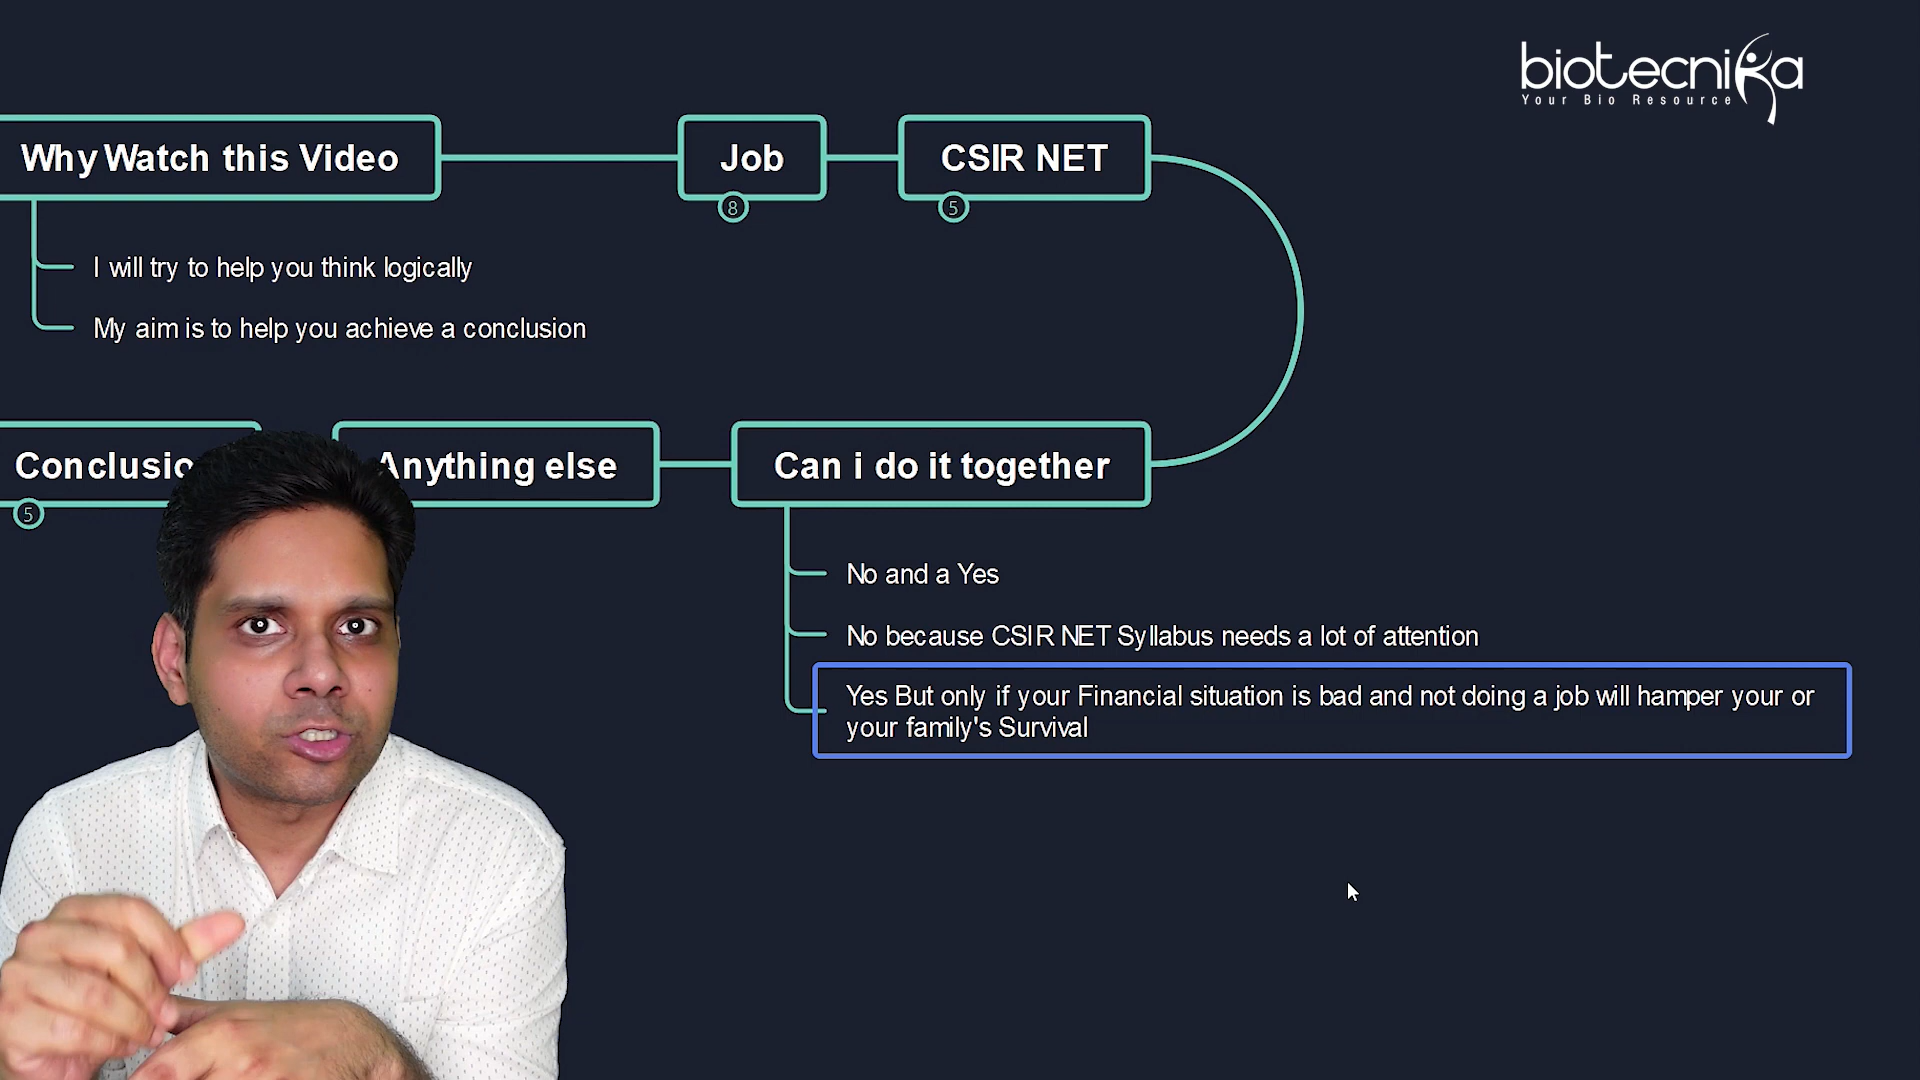 biotecnika
Your Bio Resource
Why Watch this Video
Job
CSIR NET
8
5
I will try to help you think logically
My aim is to help you achieve a conclusion
Conclusio
Anything else
Can i do it together
5
No and a Yes
No because CSIR NET Syllabus needs a lot of attention
Yes But only if your Financial situation is bad and not doing a job will hamper your or
your family's Survival